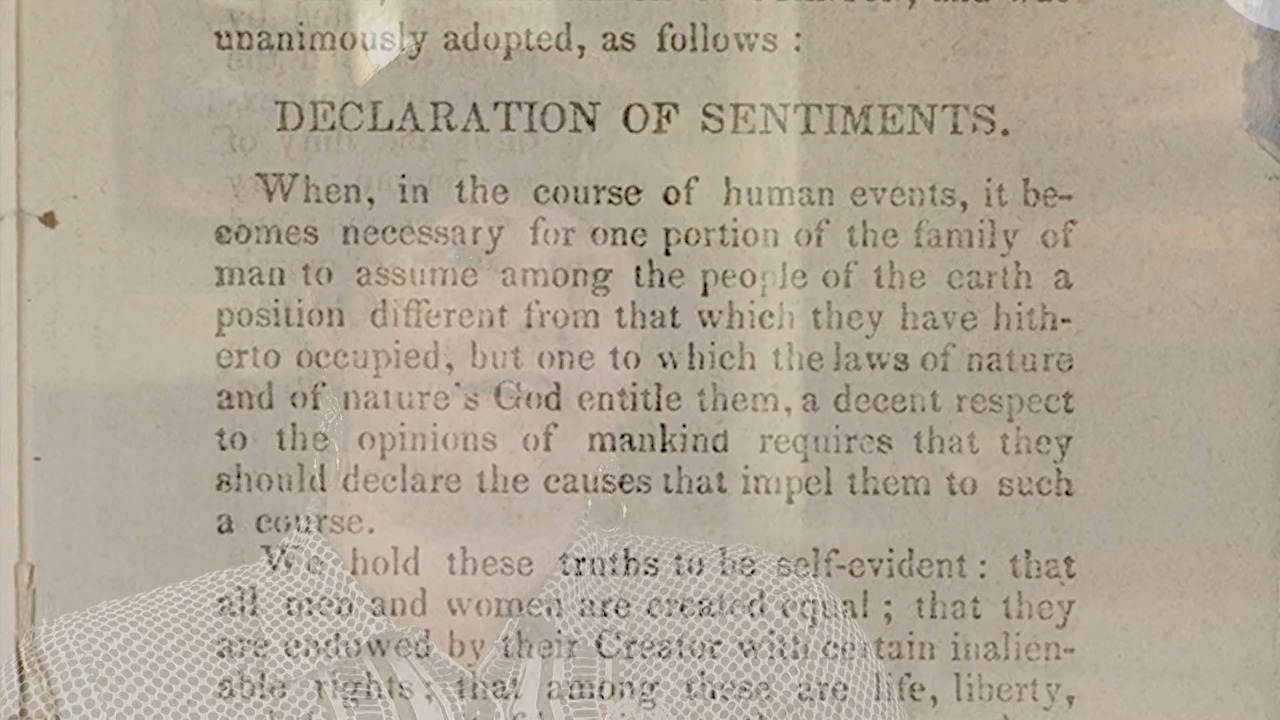 unanimously adopted, as follows :
DECLARATION OF SENTIMENTS.
When, in the course of human events, it be-
comes necessary for one portion of the family of
man to assume among the people of the earth a
position different from that which they have hith-
erto occupied, but one to which the laws of nature
and of nature's God entitle them, a decent respect
to the opinions of mankind requires that they
should declare the causes that impel them to such
a course.
We hold these truths to be self-evident : that
all men and women are created equal ; that they
are endowed by their Creator with certain inalien-
able rights ; that among these are life, liberty,